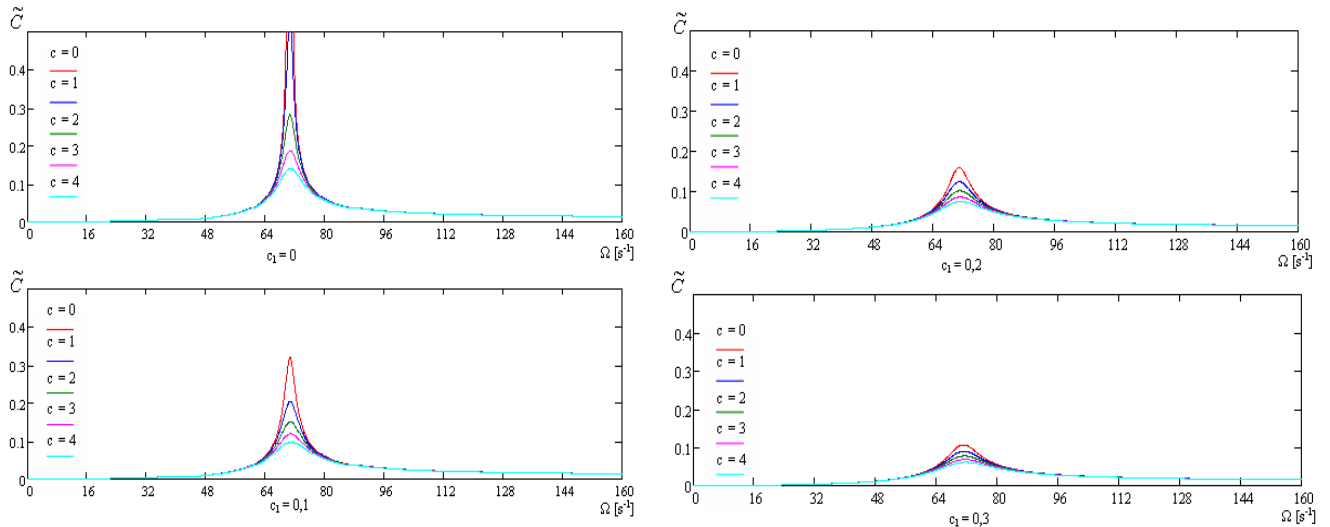 C̃
c = 0
c = 1
c = 2
c = 3
c = 4
0.4
0.3
0.2
0.1
0
0 16 32 48 64 80 96 112 128 144 160
c₁= 0
Ω [s⁻¹]
C̃
c = 0
c = 1
c = 2
c = 3
c = 4
0.4
0.3
0.2
0.1
0
0 16 32 48 64 80 96 112 128 144 160
c₁= 0,2
Ω [s⁻¹]
C̃
c = 0
c = 1
c = 2
c = 3
c = 4
0.4
0.3
0.2
0.1
0
0 16 32 48 64 80 96 112 128 144 160
c₁= 0,1
Ω [s⁻¹]
C̃
c = 0
c = 1
c = 2
c = 3
c = 4
0.4
0.3
0.2
0.1
0
0 16 32 48 64 80 96 112 128 144 160
c₁= 0,3
Ω [s⁻¹]